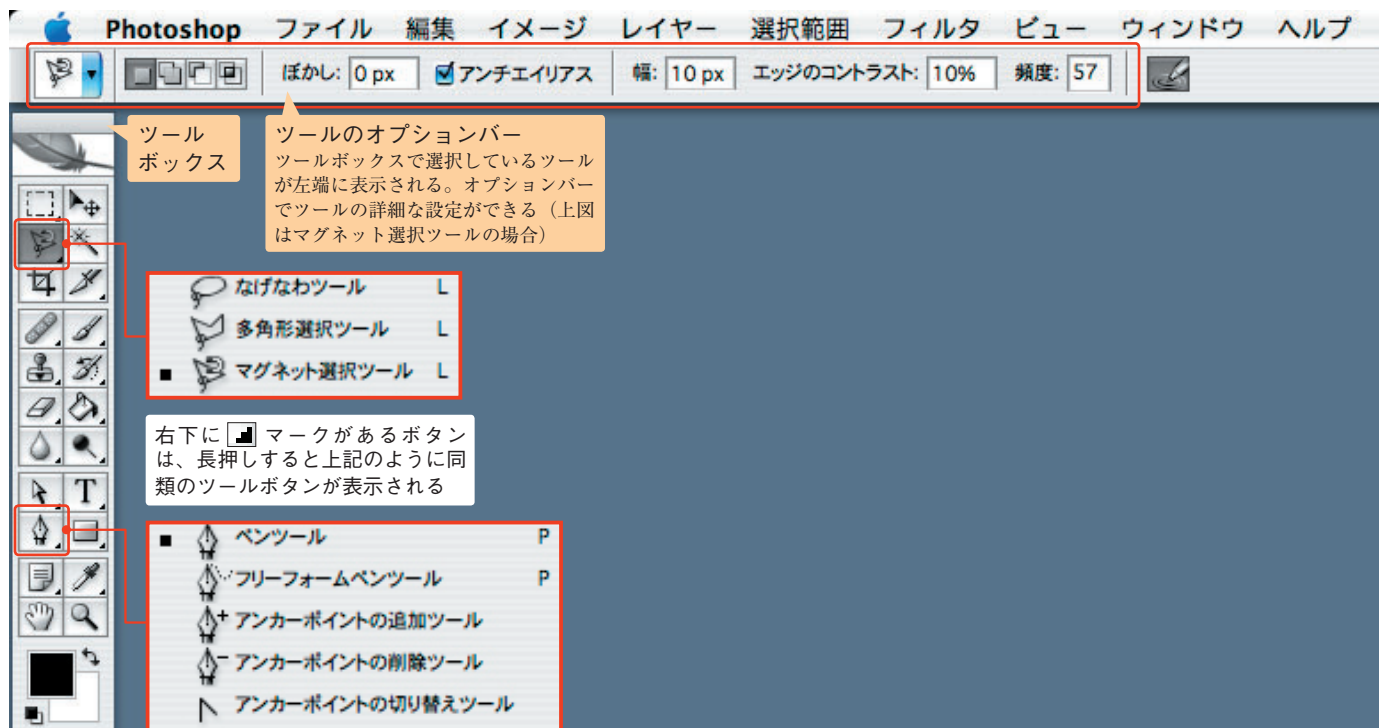 Photoshop ファイル 編集 イメージ レイヤー 選択範囲 フィルタ ビュー ウィンドウ ヘルプ
ぼかし: 0 px アンチエイリアス 幅: 10 px エッジのコントラスト: 10% 頻度: 57
ツール
ボックス
ツールのオプションバー
ツールボックスで選択しているツール
が左端に表示される。オプションバー
でツールの詳細な設定ができる（上図
はマグネット選択ツールの場合）
なげなわツール L
多角形選択ツール L
マグネット選択ツール L
右下に マークがあるボタン
は、長押しすると上記のように同
類のツールボタンが表示される
T
ペンツール P
フリーフォームペンツール P
アンカーポイントの追加ツール
アンカーポイントの削除ツール
アンカーポイントの切り替えツール